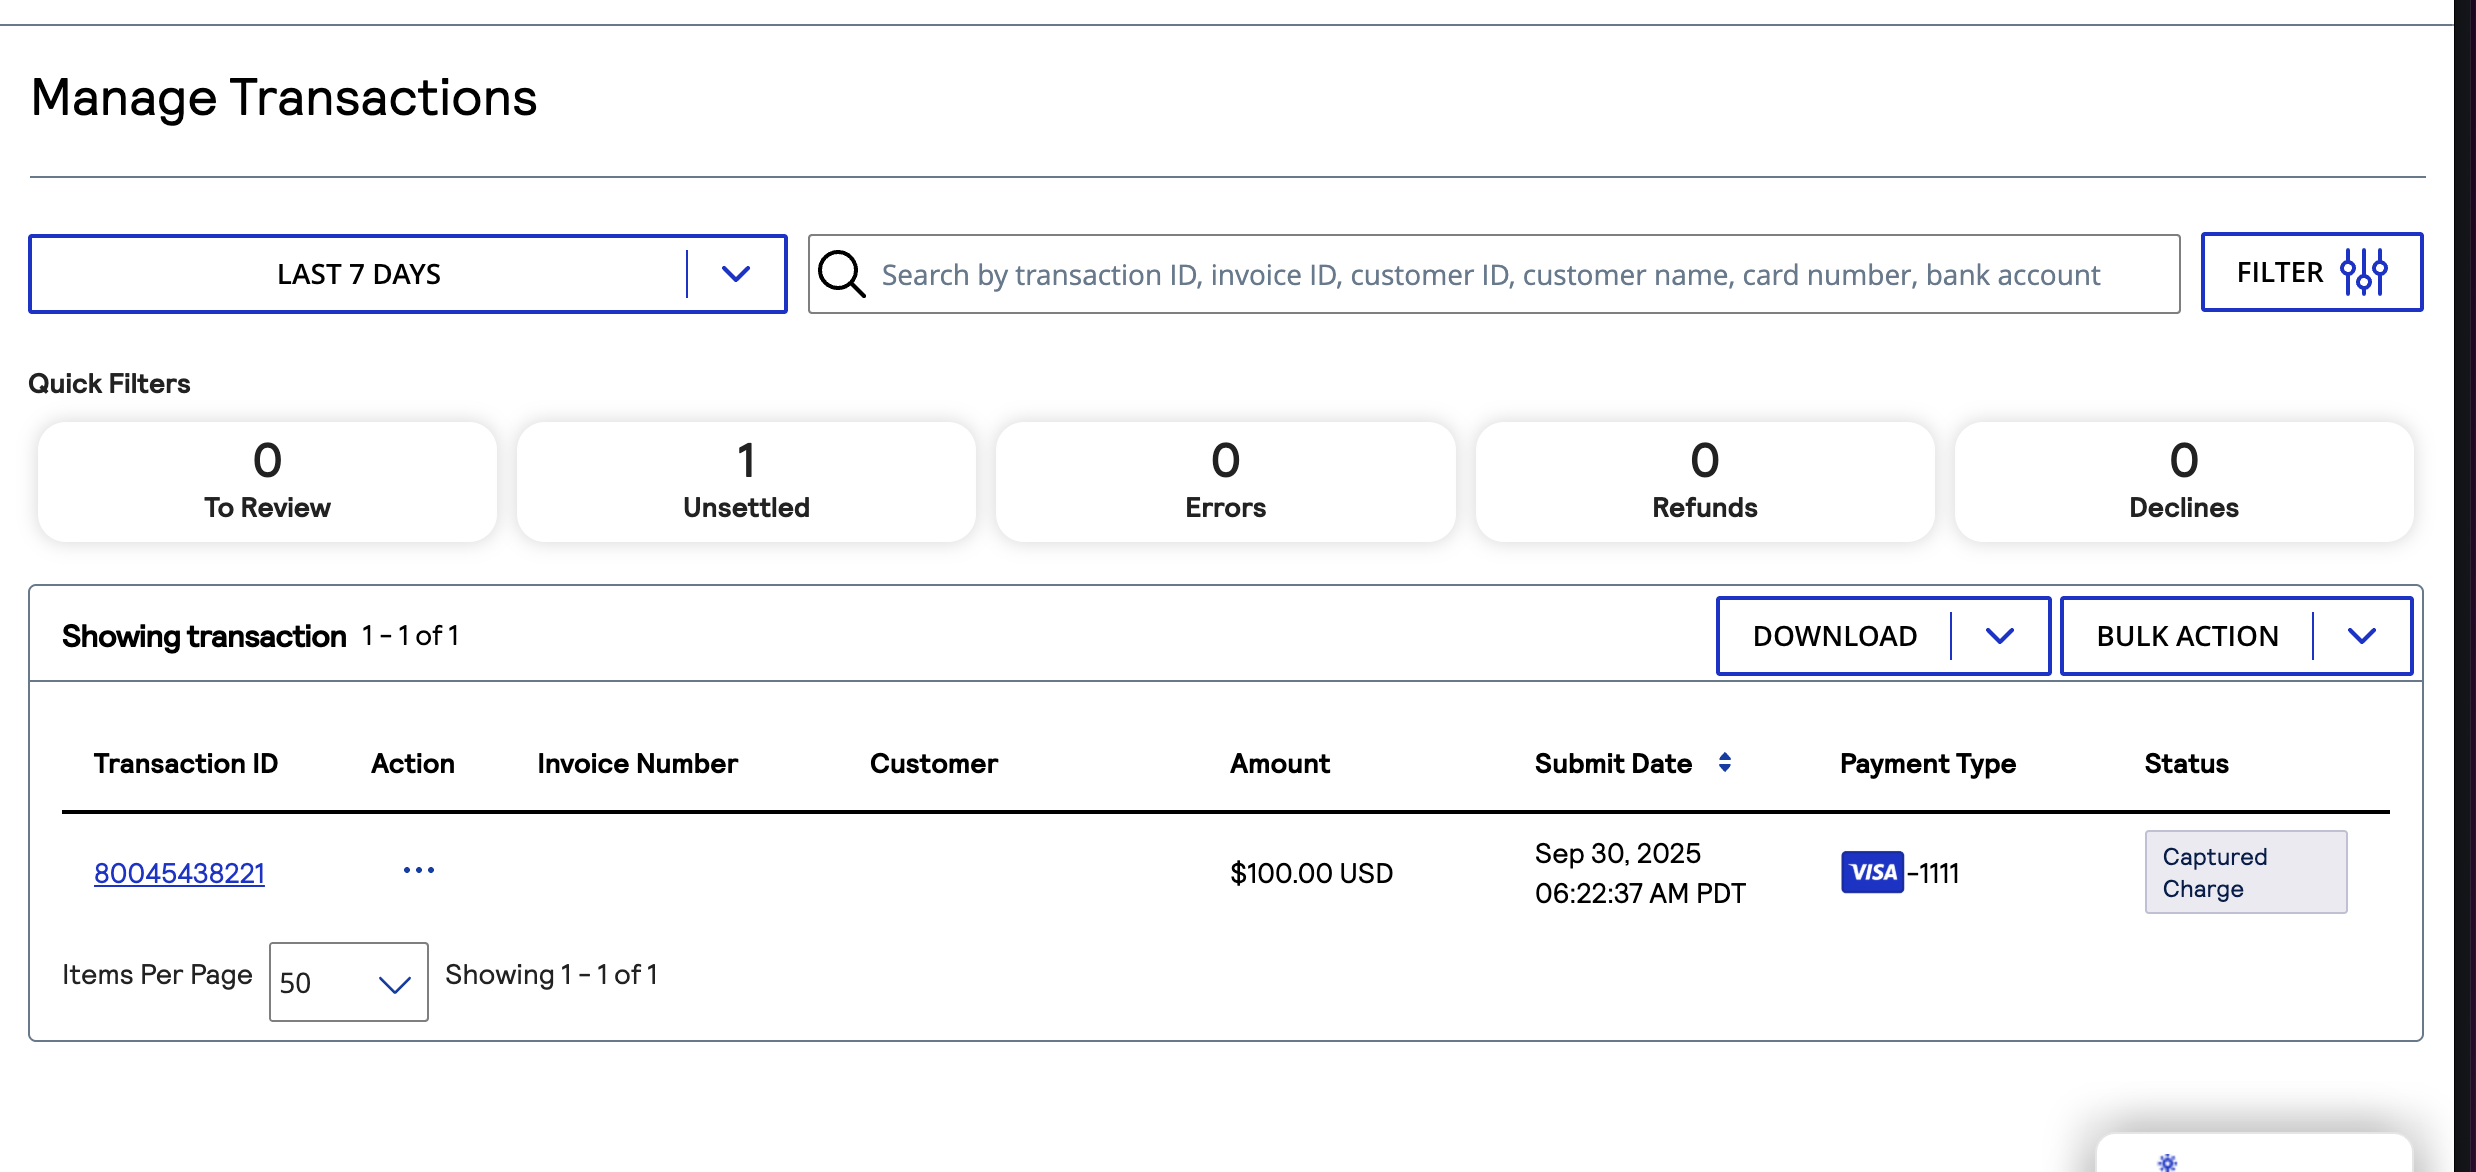 Manage Transactions
LAST 7 DAYS
Search by transaction ID, invoice ID, customer ID, customer name, card number, bank account
FILTER
Quick Filters
0
To Review
1
Unsettled
0
Errors
0
Refunds
0
Declines
Showing transaction 1 - 1 of 1
DOWNLOAD
BULK ACTION
Transaction ID Action Invoice Number Customer Amount Submit Date Payment Type Status
80045438221 ... $100.00 USD Sep 30, 2025
06:22:37 AM PDT
VISA -1111
Captured
Charge
Items Per Page 50 Showing 1 - 1 of 1